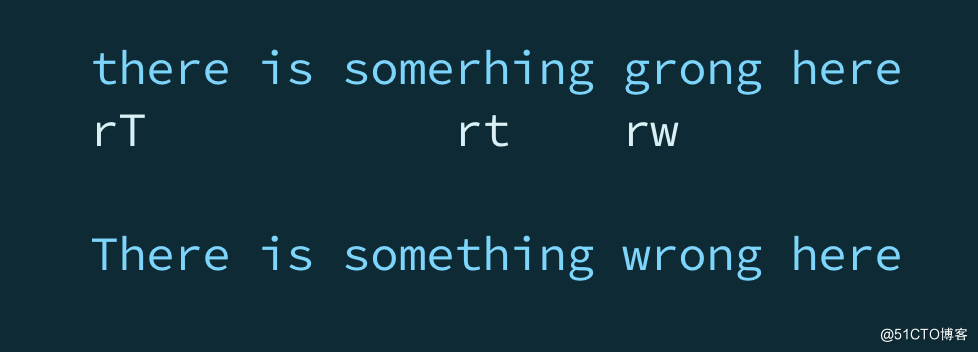 there is somerhing grong here
rT rt rw
There is something wrong here
@51CTO博客